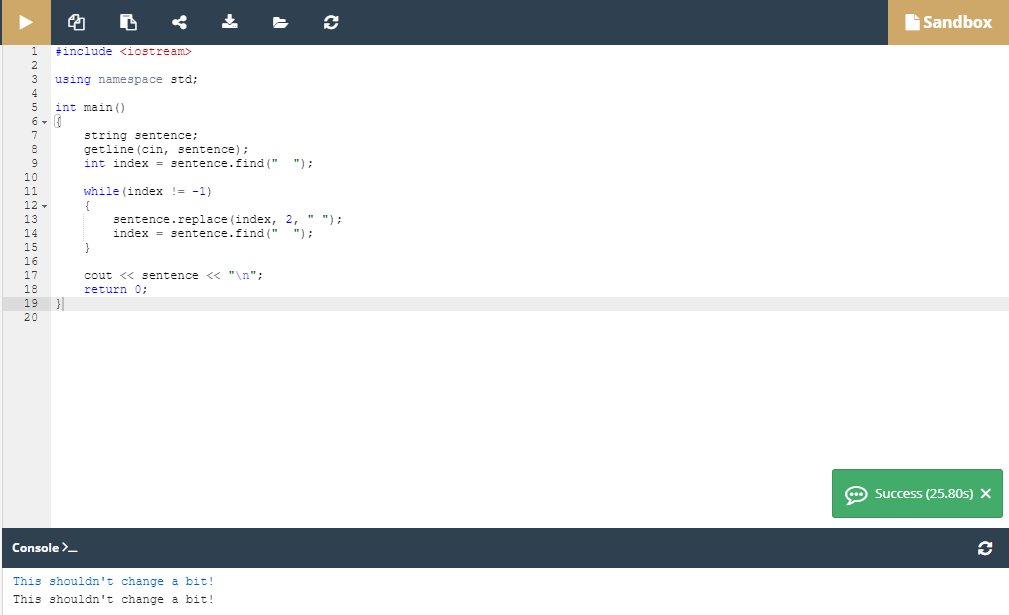 Sandbox
1 #include <iostream>
2
3 using namespace std;
4
5 int main()
6 {
7     string sentence;
8     getline(cin, sentence);
9     int index = sentence.find("  ");
10
11     while(index != -1)
12     {
13         sentence.replace(index, 2, " ");
14         index = sentence.find("  ");
15     }
16
17     cout << sentence << "\n";
18     return 0;
19 }
20
Success (25.80s) ×
Console >_
This shouldn't change a bit!
This shouldn't change a bit!